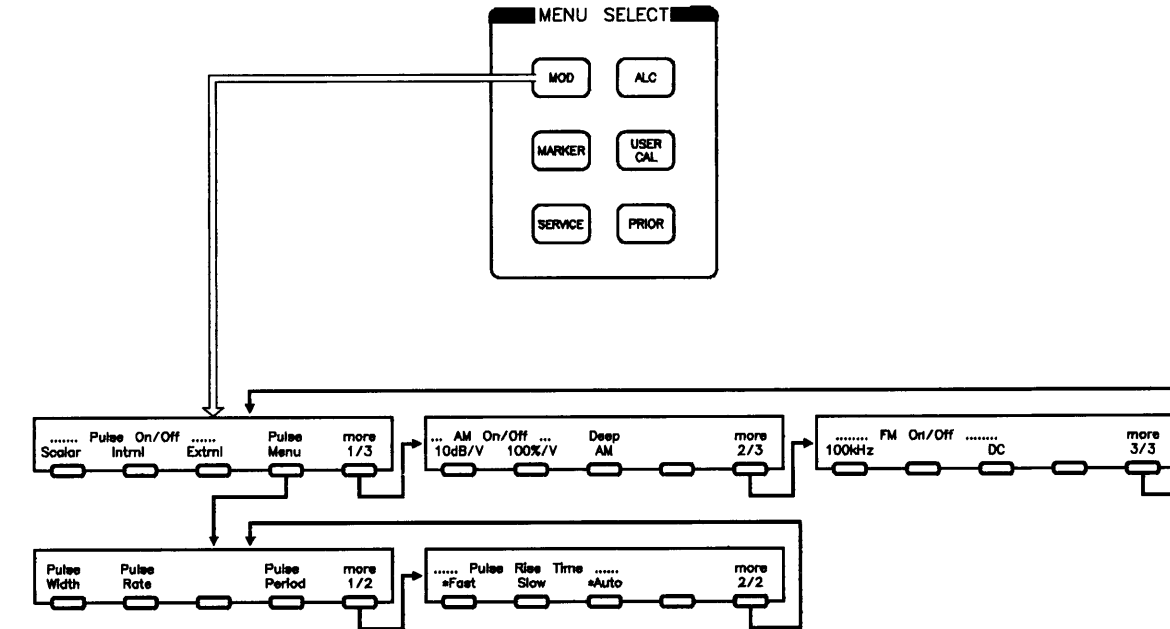 MENU SELECT
MOD ALC
MARKER USER CAL
SERVICE PRIOR
....... Pulse On/Off ...... Pulse more
Scalar Intrnl Extrnl Menu 1/3
... AM On/Off ... Deep more
10dB/V 100%/V AM 2/3
........ FM On/Off ........ more
100kHz DC 3/3
Pulse Pulse Pulse more
Width Rate Period 1/2
...... Pulse Rise Time ...... more
*Fast Slow *Auto 2/2